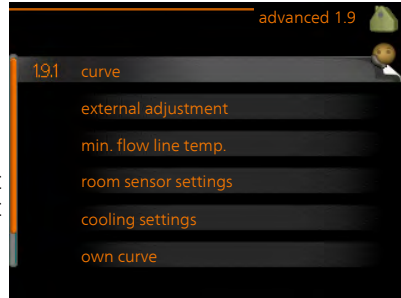 advanced 1.9
1.9.1 curve
external adjustment
min. flow line temp.
room sensor settings
cooling settings
own curve